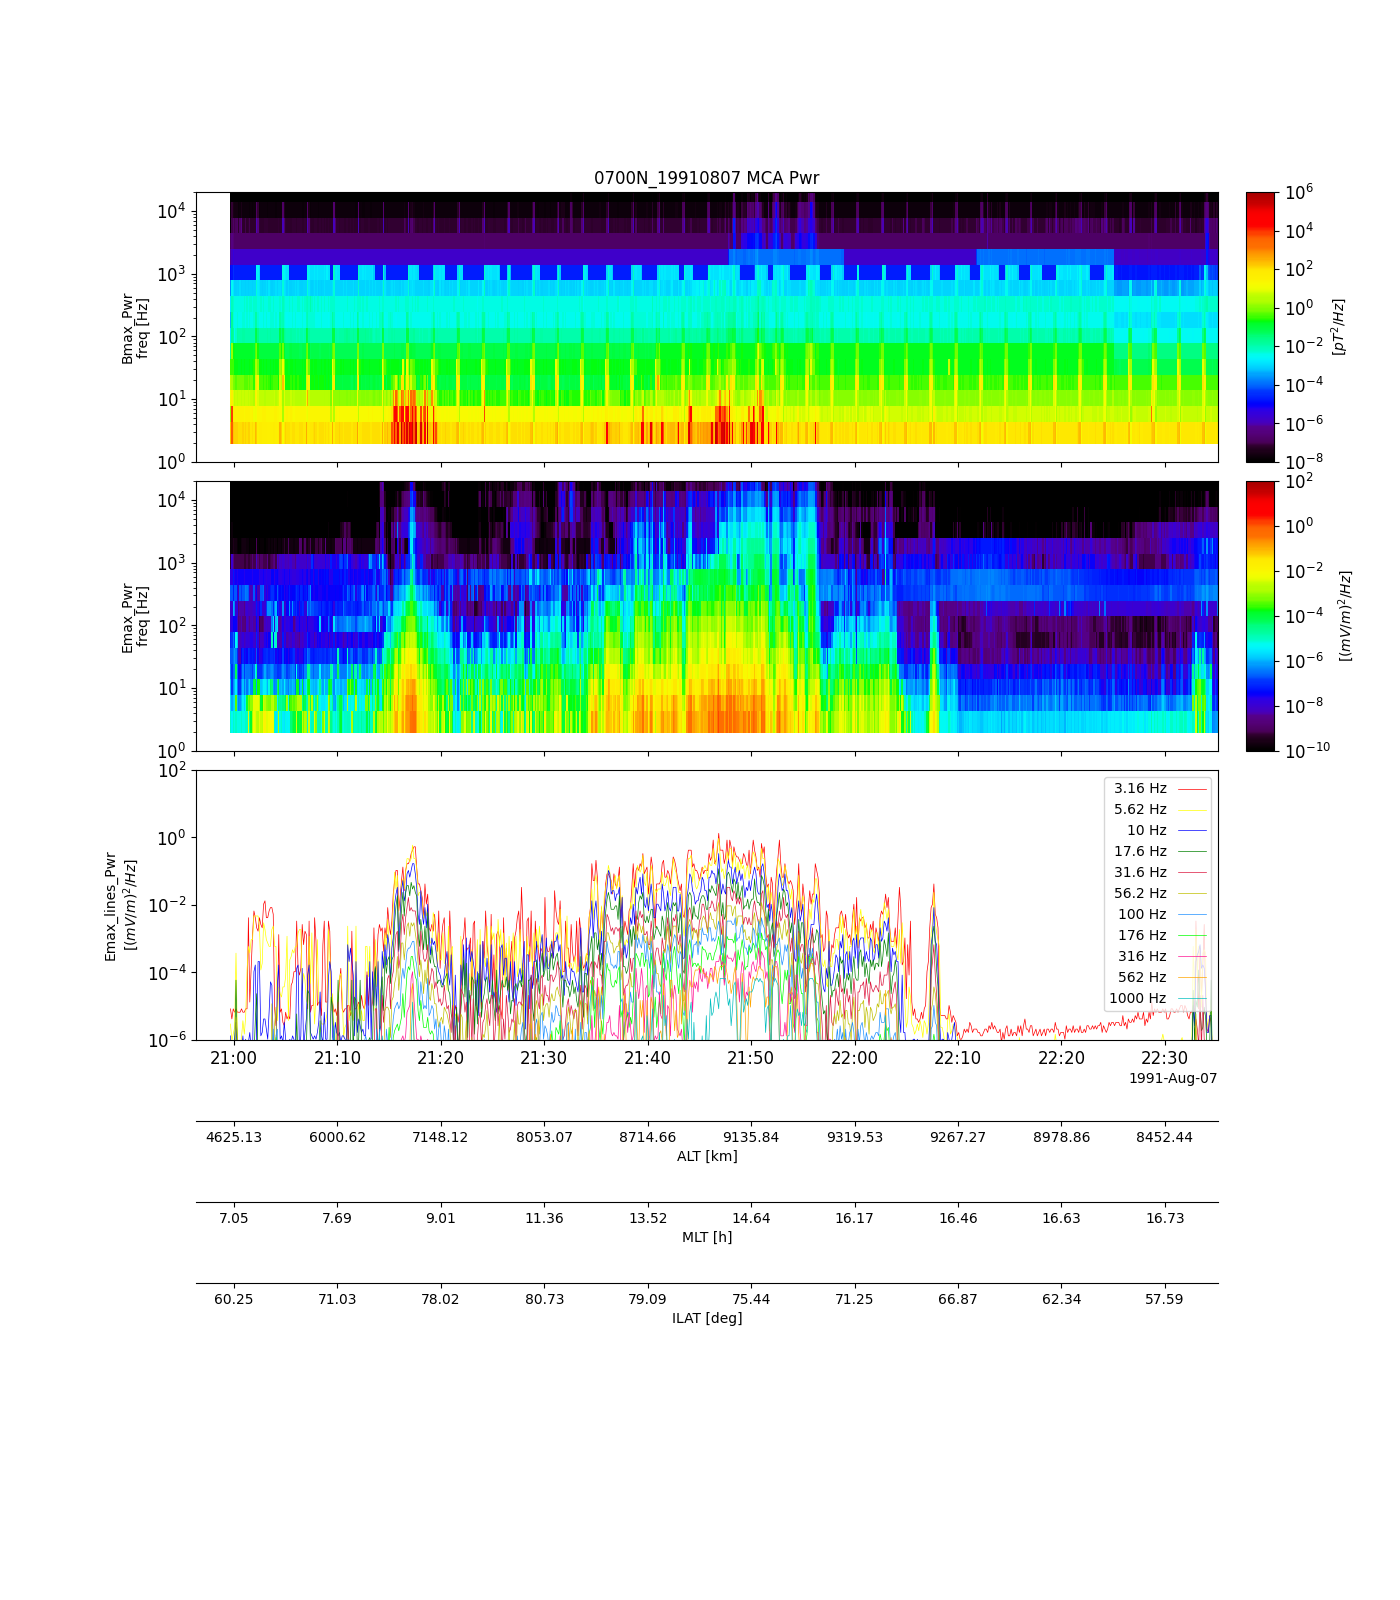 0700N_19910807 MCA Pwr
10^4
10^3
10^2
10^1
10^0
Bmax_Pwr
freq [Hz]
10^6
10^4
10^2
10^0
10^-2
10^-4
10^-6
10^-8
[pT^2/Hz]
10^4
10^3
10^2
10^1
10^0
Emax_Pwr
freq [Hz]
10^2
10^0
10^-2
10^-4
10^-6
10^-8
10^-10
[(mV/m)^2/Hz]
10^2
10^0
10^-2
10^-4
10^-6
Emax_lines_Pwr
[(mV/m)^2/Hz]
3.16 Hz
5.62 Hz
10 Hz
17.6 Hz
31.6 Hz
56.2 Hz
100 Hz
176 Hz
316 Hz
562 Hz
1000 Hz
21:00 21:10 21:20 21:30 21:40 21:50 22:00 22:10 22:20 22:30
1991-Aug-07
4625.13 6000.62 7148.12 8053.07 8714.66 9135.84 9319.53 9267.27 8978.86 8452.44
ALT [km]
7.05 7.69 9.01 11.36 13.52 14.64 16.17 16.46 16.63 16.73
MLT [h]
60.25 71.03 78.02 80.73 79.09 75.44 71.25 66.87 62.34 57.59
ILAT [deg]